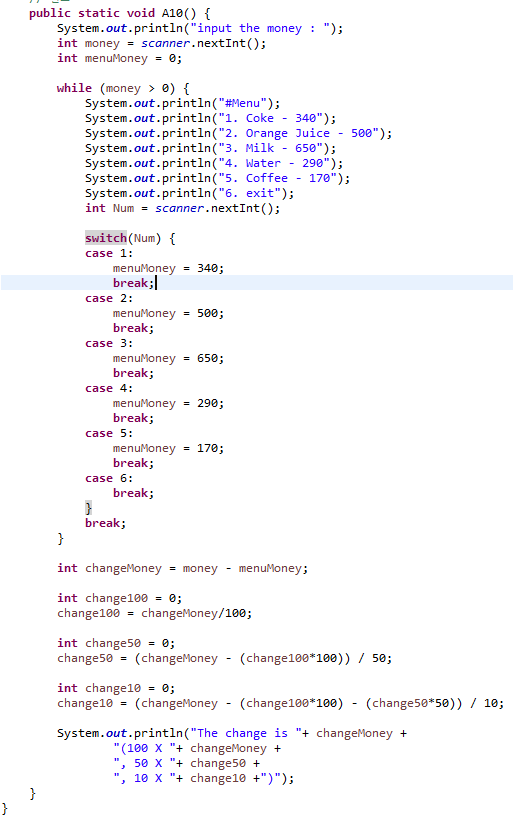 public static void A10() {
System.out.println("input the money : ");
int money = scanner.nextInt();
int menuMoney = 0;
while (money > 0) {
System.out.println("#Menu");
System.out.println("1. Coke - 340");
System.out.println("2. Orange Juice - 500");
System.out.println("3. Milk - 650");
System.out.println("4. Water - 290");
System.out.println("5. Coffee - 170");
System.out.println("6. exit");
int Num = scanner.nextInt();
switch(Num) {
case 1:
menuMoney = 340;
break;
case 2:
menuMoney = 500;
break;
case 3:
menuMoney = 650;
break;
case 4:
menuMoney = 290;
break;
case 5:
menuMoney = 170;
break;
case 6:
break;
}
break;
}
int changeMoney = money - menuMoney;
int change100 = 0;
change100 = changeMoney/100;
int change50 = 0;
change50 = (changeMoney - (change100*100)) / 50;
int change10 = 0;
change10 = (changeMoney - (change100*100) - (change50*50)) / 10;
System.out.println("The change is "+ changeMoney +
"(100 X "+ changeMoney +
", 50 X "+ change50 +
", 10 X "+ change10 +")");
}
}